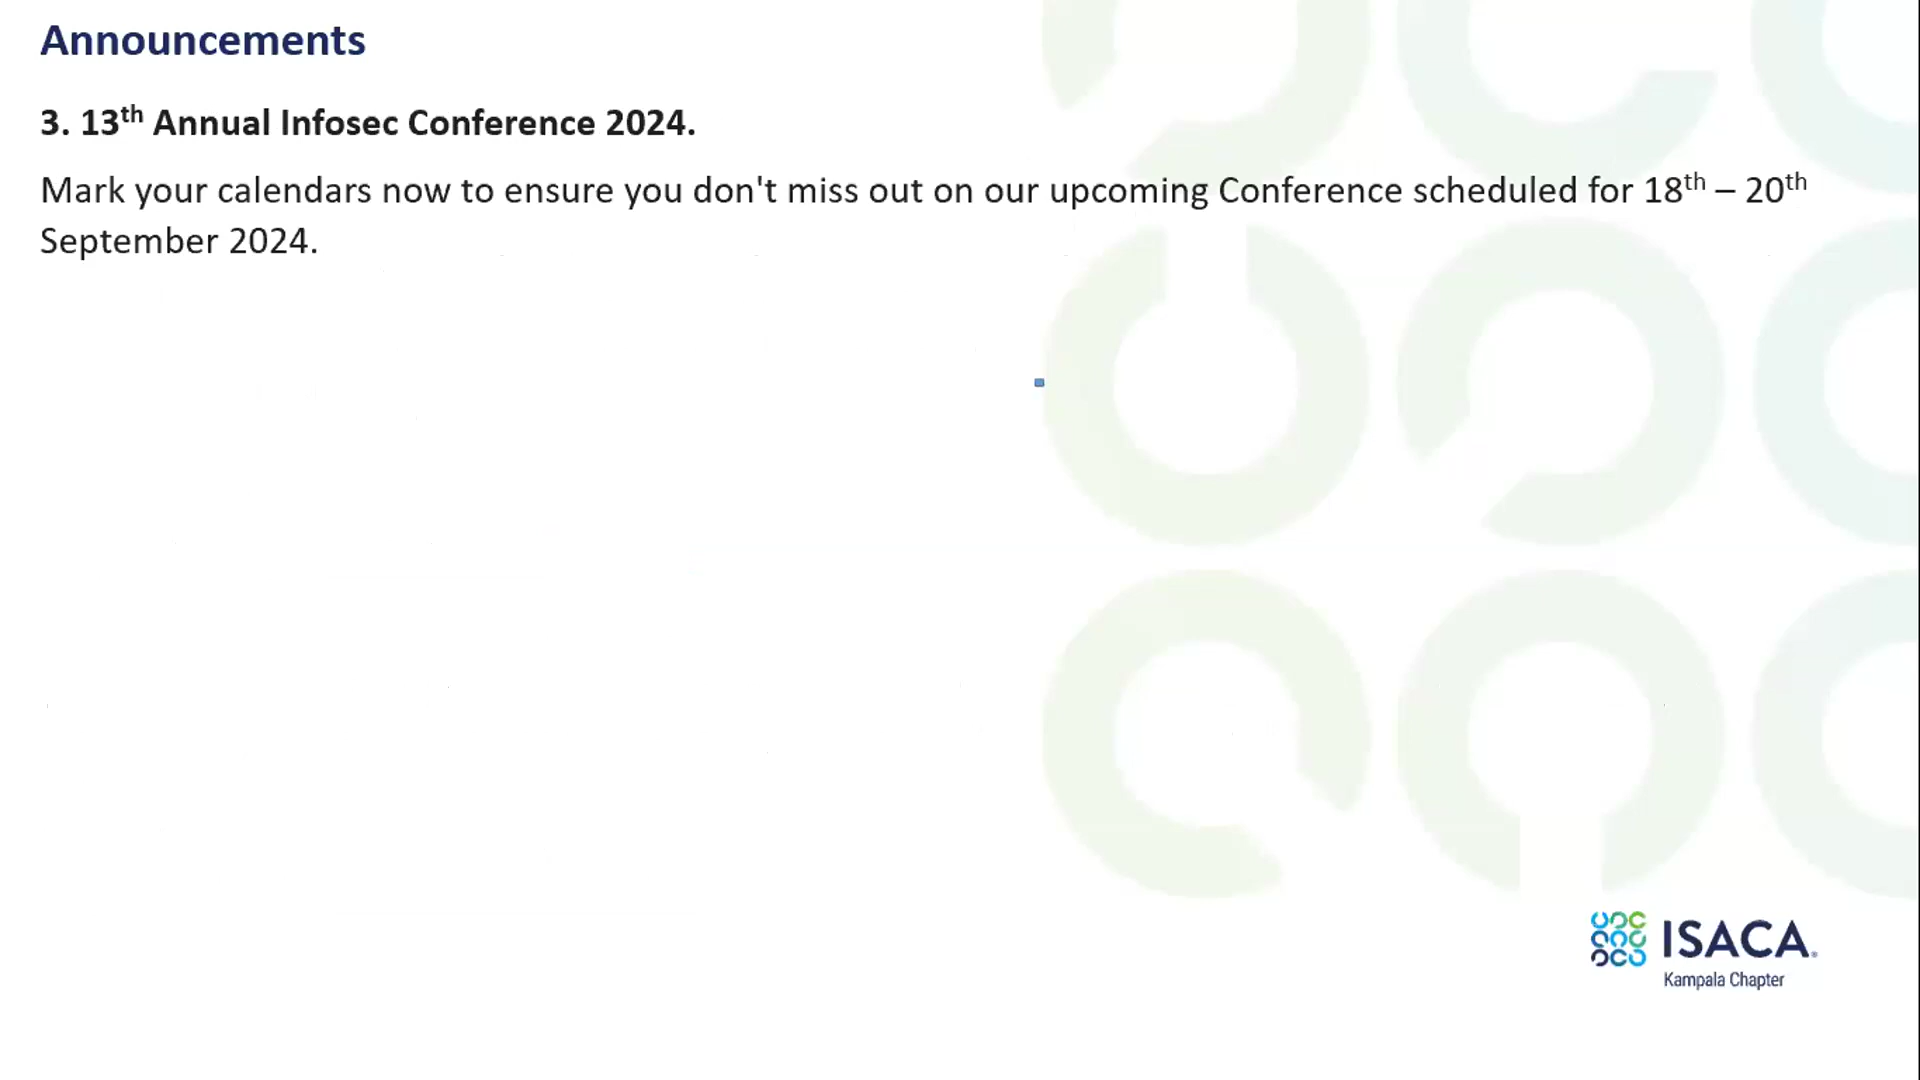 Announcements
3. 13th Annual Infosec Conference 2024.
Mark your calendars now to ensure you don't miss out on our upcoming Conference scheduled for 18th – 20th
September 2024.
ISACA.
Kampala Chapter